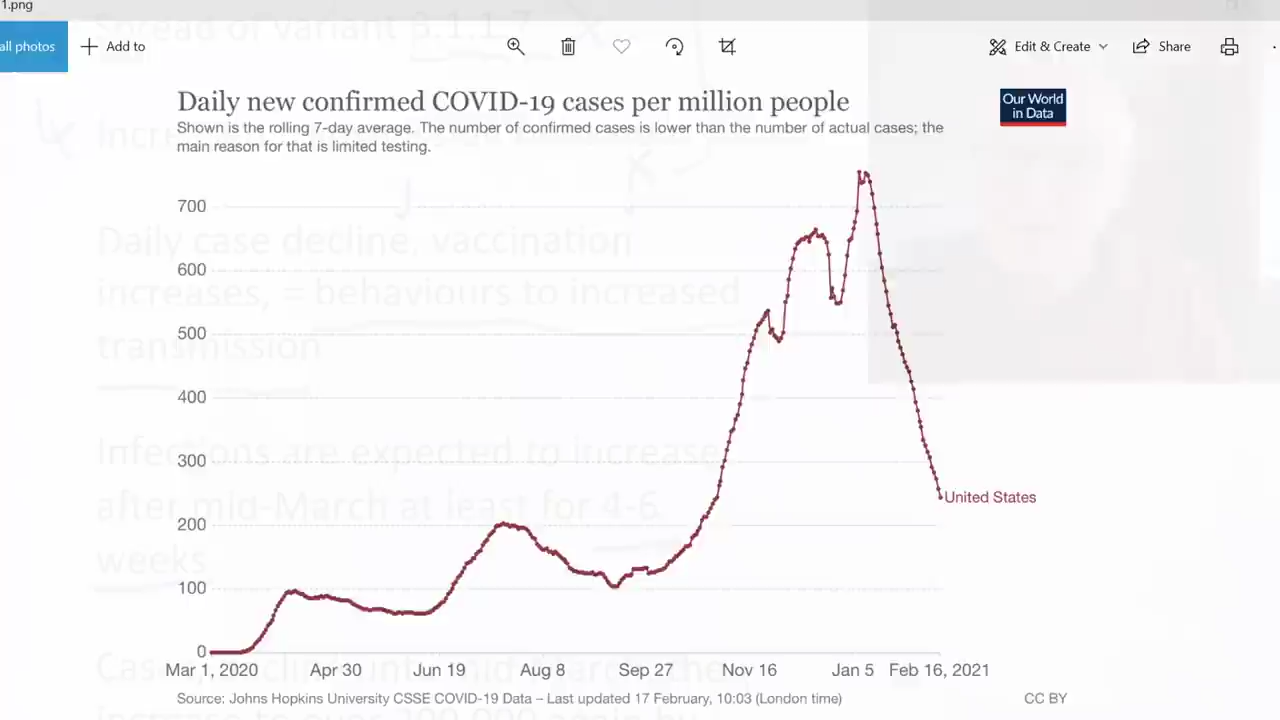 1.png
Spread of variant B.1.1.7
all photos
Add to
Edit & Create
Share
Daily new confirmed COVID-19 cases per million people
Our World
in Data
Shown is the rolling 7-day average. The number of confirmed cases is lower than the number of actual cases; the
main reason for that is limited testing.
700
600
500
400
300
200
100
0
Daily case decline, vaccination
increases, = behaviours to increased
transmission
Infections are expected to increase
after mid-March at least for 4-6
weeks
United States
Mar 1, 2020
Apr 30
Jun 19
Aug 8
Sep 27
Nov 16
Jan 5
Feb 16, 2021
Source: Johns Hopkins University CSSE COVID-19 Data – Last updated 17 February, 10:03 (London time)
CC BY